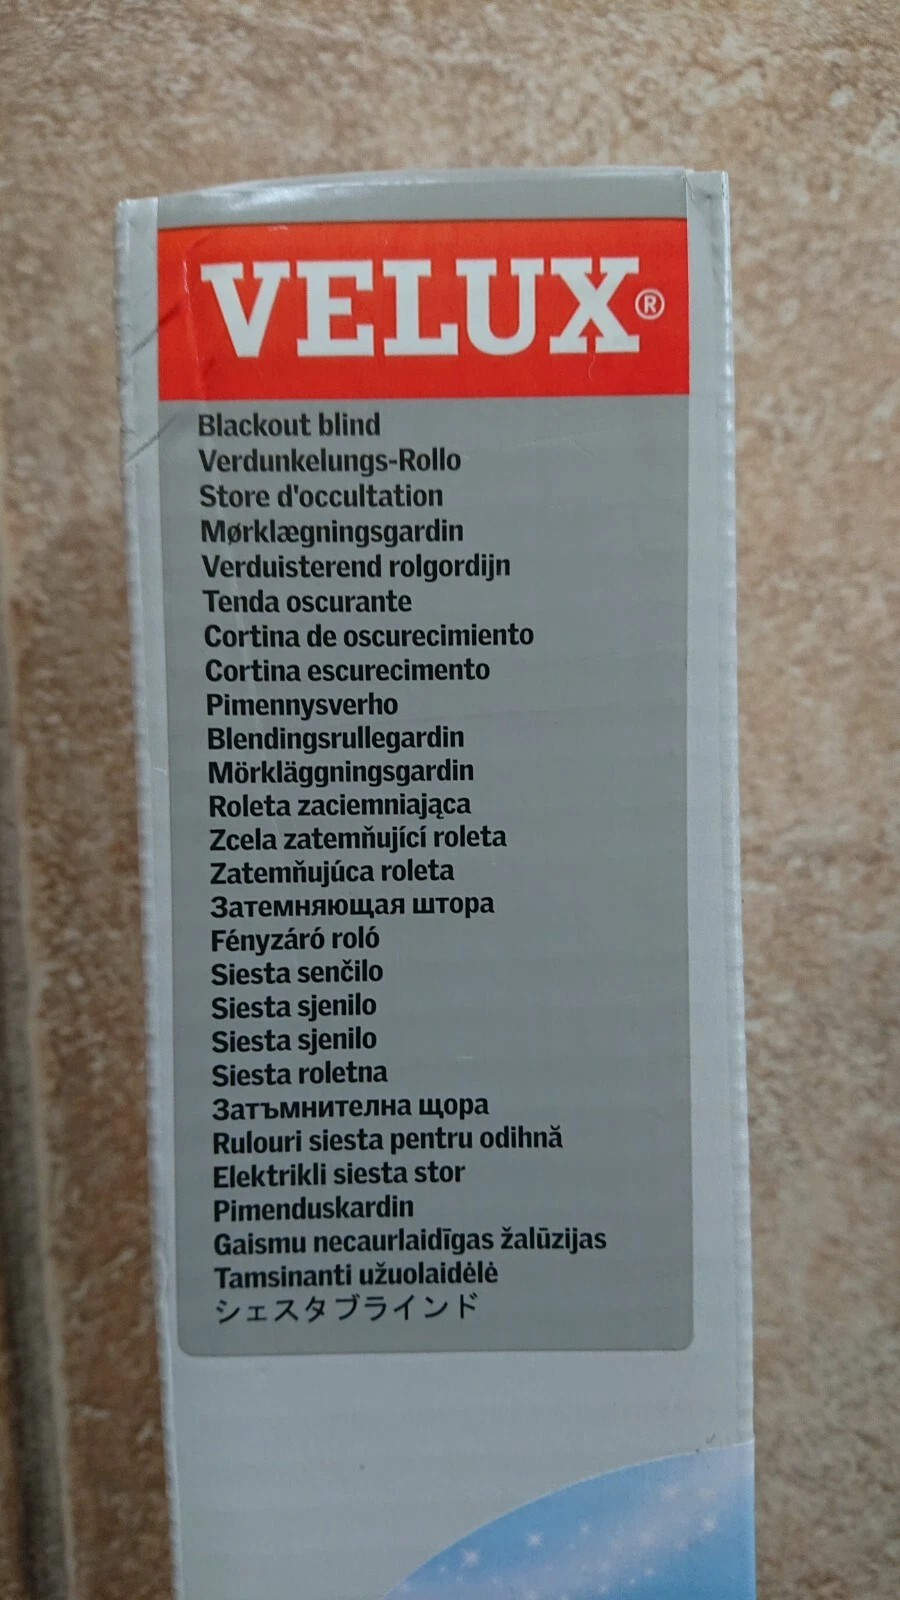 VELUX®
Blackout blind
Verdunkelungs-Rollo
Store d'occultation
Mørklægningsgardin
Verduisterend rolgordijn
Tenda oscurante
Cortina de oscurecimiento
Cortina escurecimento
Pimennysverho
Blendingsrullegardin
Mörkläggningsgardin
Roleta zaciemniająca
Zcela zatemňující roleta
Zatemňujúca roleta
Затемняющая штора
Fényzáró roló
Siesta senčilo
Siesta sjenilo
Siesta sjenilo
Siesta roletna
Затъмнителна щора
Rulouri siesta pentru odihnă
Elektrikli siesta stor
Pimenduskardin
Gaismu necaurlaidīgas žalūzijas
Tamsinanti užuolaidėlė
シェスタブラインド